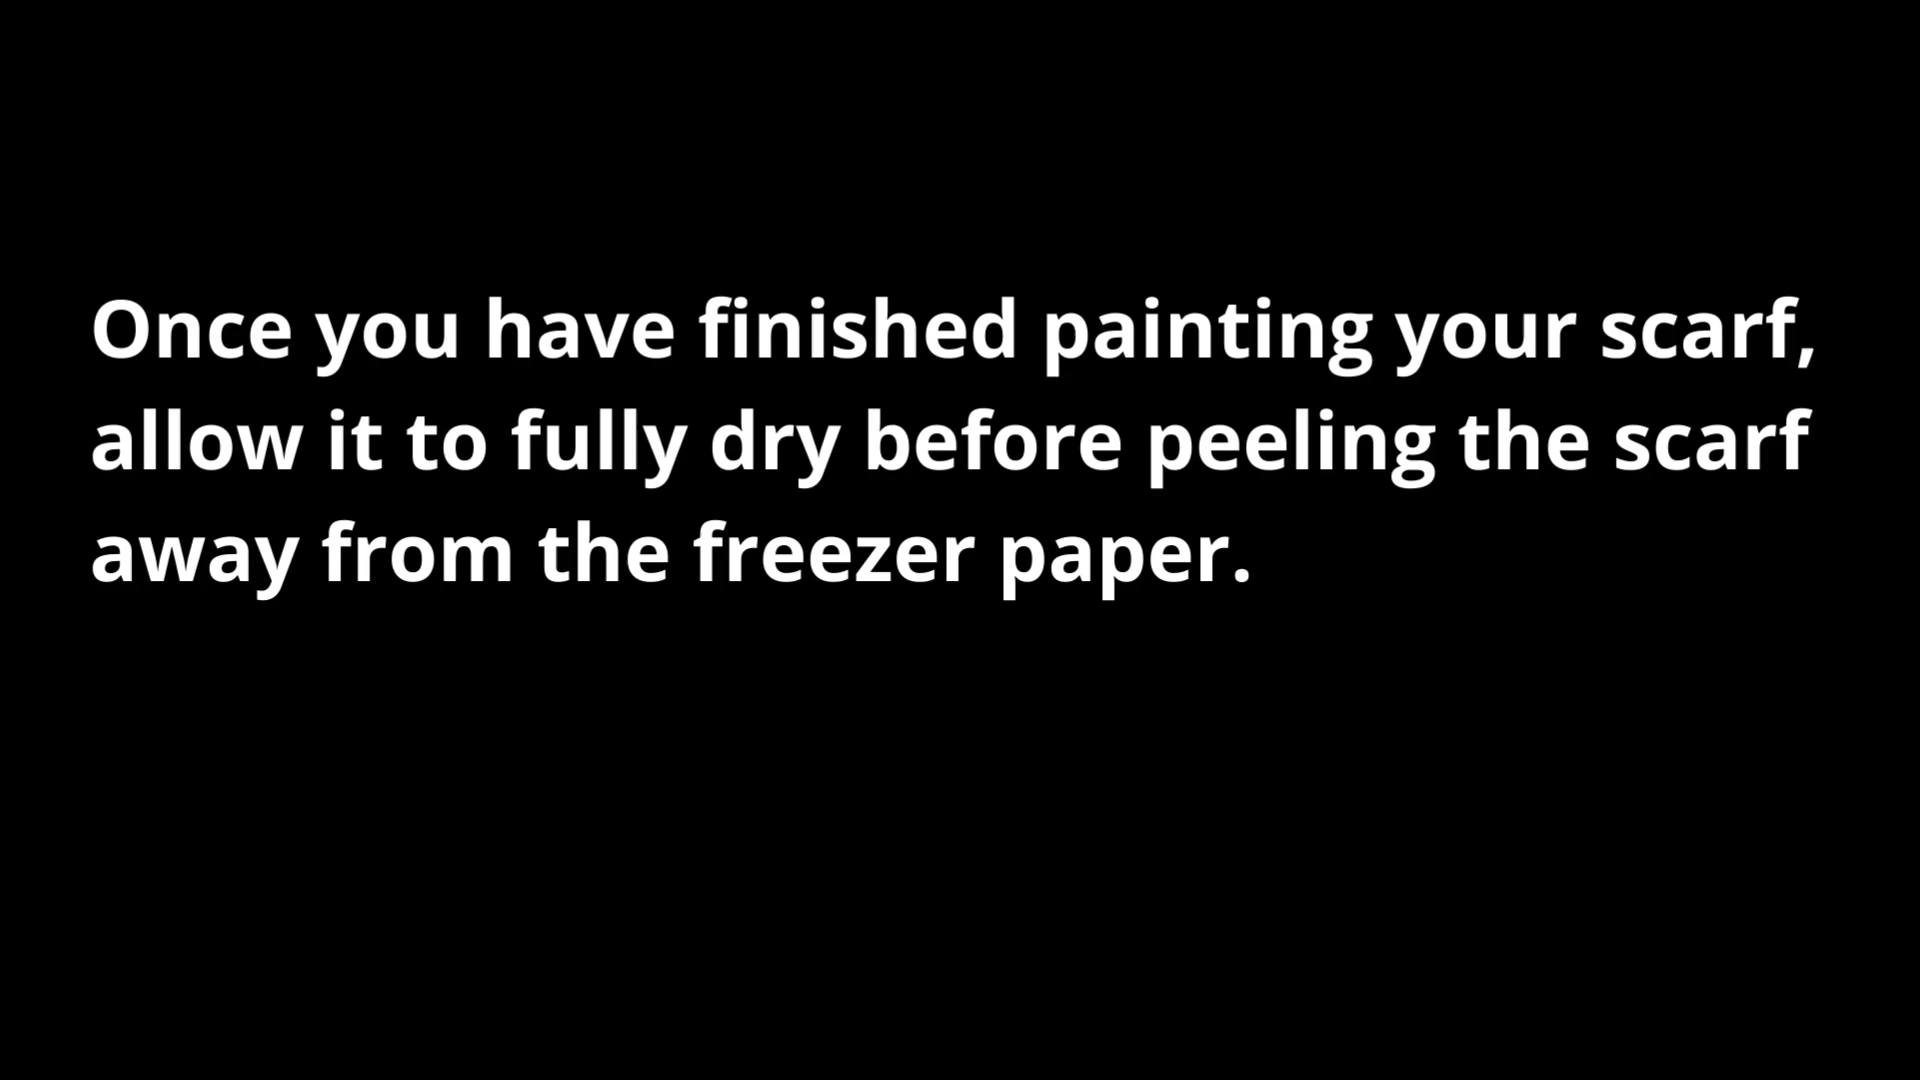 Once you have finished painting your scarf,
allow it to fully dry before peeling the scarf
away from the freezer paper.